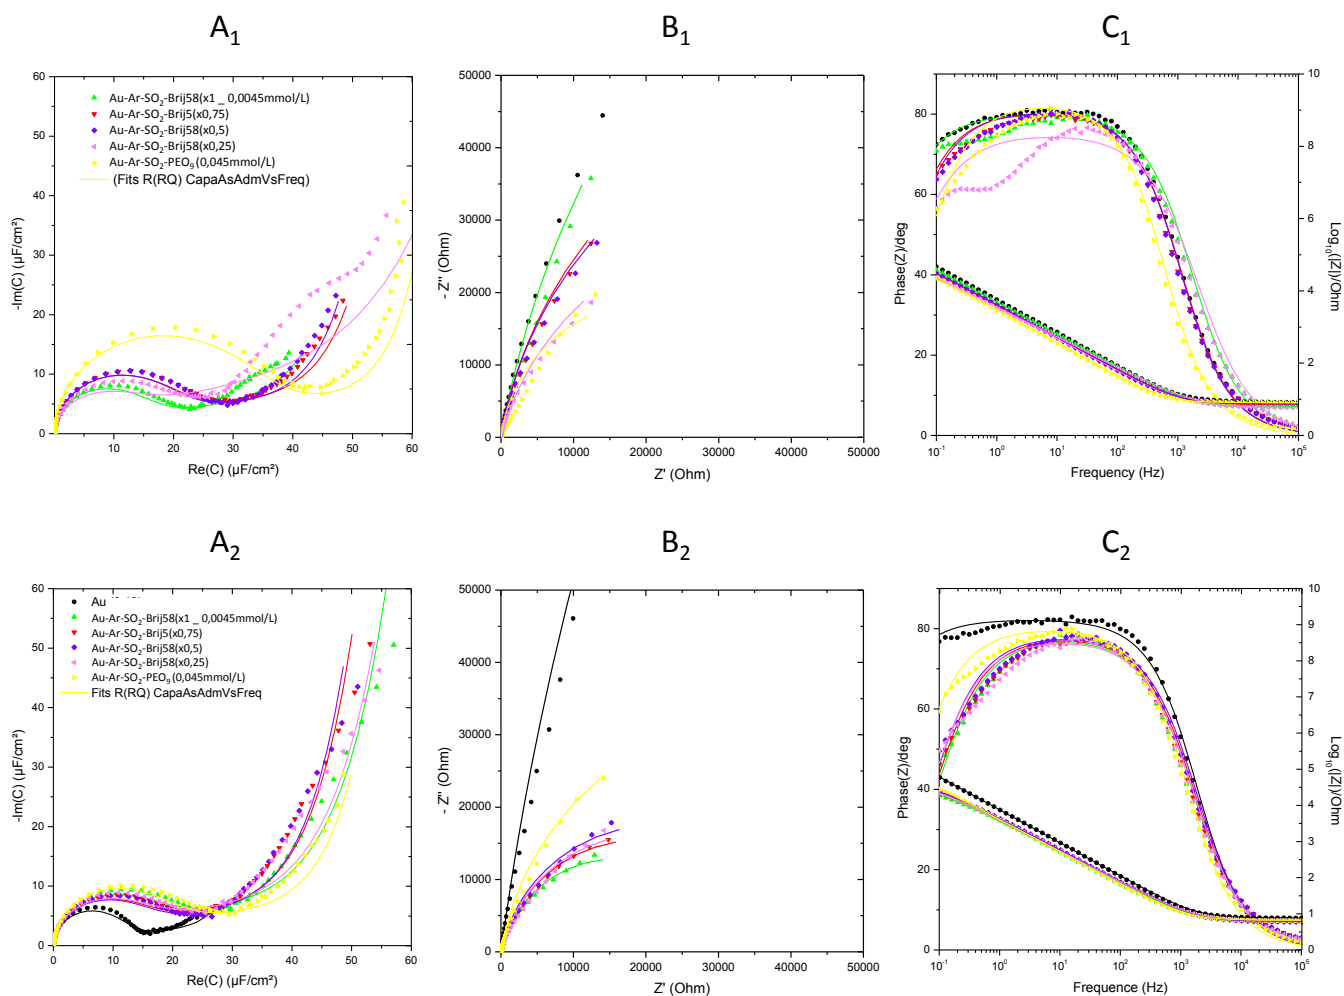 A1
B1
C1
60
50
40
30
20
10
0
-Im(C) (µF/cm²)
0 10 20 30 40 50 60
Re(C) (µF/cm²)
Au-Ar-SO2-Brij58(x1 _ 0,0045mmol/L)
Au-Ar-SO2-Brij5(x0,75)
Au-Ar-SO2-Brij58(x0,5)
Au-Ar-SO2-Brij58(x0,25)
Au-Ar-SO2-PEO9(0,045mmol/L)
(Fits R(RQ) CapaAsAdmVsFreq)
50000
40000
30000
20000
10000
0
- Z'' (Ohm)
0 10000 20000 30000 40000 50000
Z' (Ohm)
80
60
40
20
0
Phase(Z)/deg
10
9
8
7
6
5
4
3
2
1
0
Log10(|Z|)/Ohm
10-1 100 101 102 103 104 105
Frequency (Hz)
A2
B2
C2
60
50
40
30
20
10
0
-Im(C) (µF/cm²)
0 10 20 30 40 50 60
Re(C) (µF/cm²)
Au
Au-Ar-SO2-Brij58(x1 _ 0,0045mmol/L)
Au-Ar-SO2-Brij5(x0,75)
Au-Ar-SO2-Brij58(x0,5)
Au-Ar-SO2-Brij58(x0,25)
Au-Ar-SO2-PEO9(0,045mmol/L)
Fits R(RQ) CapaAsAdmVsFreq
50000
40000
30000
20000
10000
0
- Z'' (Ohm)
0 10000 20000 30000 40000 50000
Z' (Ohm)
80
60
40
20
0
Phase(Z)/deg
10
9
8
7
6
5
4
3
2
1
0
Log10(|Z|)/Ohm
10-1 100 101 102 103 104 105
Frequence (Hz)